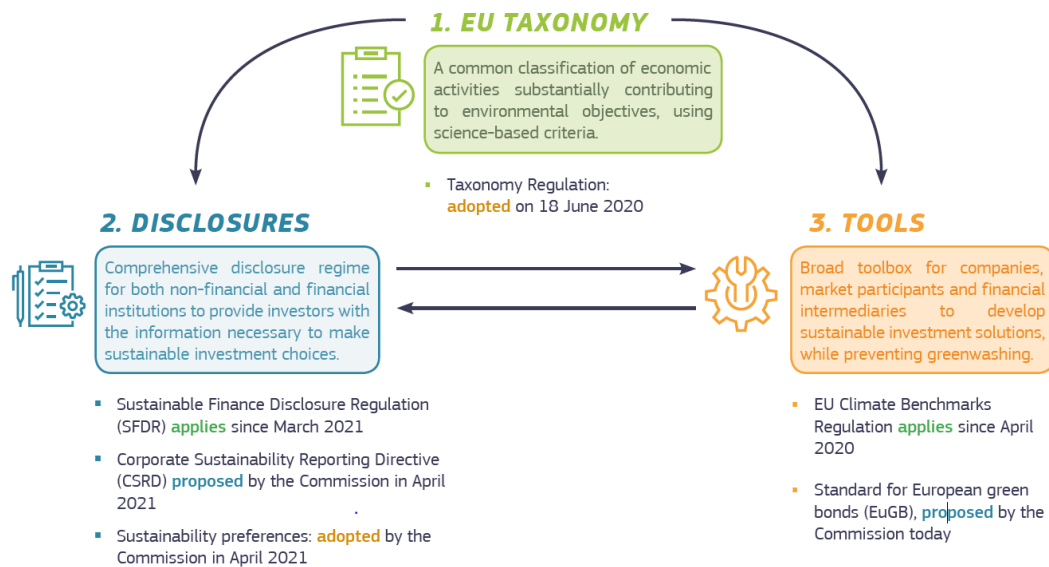 1. EU TAXONOMY
A common classification of economic
activities substantially contributing
to environmental objectives, using
science-based criteria.
▪ Taxonomy Regulation:
adopted on 18 June 2020
2. DISCLOSURES
Comprehensive disclosure regime
for both non-financial and financial
institutions to provide investors with
the information necessary to make
sustainable investment choices.
▪ Sustainable Finance Disclosure Regulation
(SFDR) applies since March 2021
▪ Corporate Sustainability Reporting Directive
(CSRD) proposed by the Commission in April
2021
▪ Sustainability preferences: adopted by the
Commission in April 2021
3. TOOLS
Broad toolbox for companies,
market participants and financial
intermediaries to develop
sustainable investment solutions,
while preventing greenwashing.
▪ EU Climate Benchmarks
Regulation applies since April
2020
▪ Standard for European green
bonds (EuGB), proposed by the
Commission today